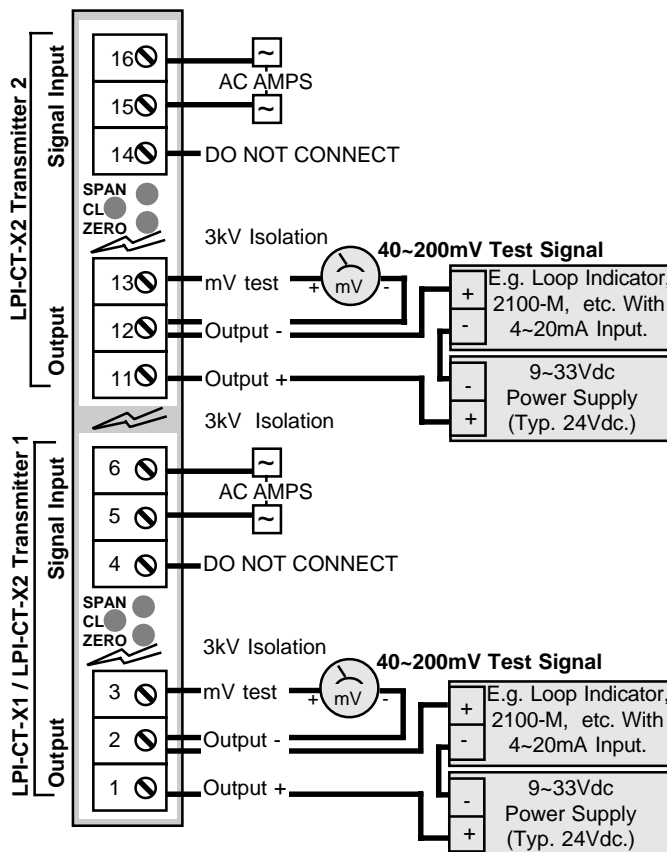 LPI-CT-X2 Transmitter 2
Signal Input
16
~
AC AMPS
15
~
14
DO NOT CONNECT
SPAN
CL
ZERO
3kV Isolation
40~200mV Test Signal
Output
13
mV test
+
mV
-
12
Output -
11
Output +
+
-
E.g. Loop Indicator,
2100-M, etc. With
4~20mA Input.
-
+
9~33Vdc
Power Supply
(Typ. 24Vdc.)
3kV Isolation
LPI-CT-X1 / LPI-CT-X2 Transmitter 1
Signal Input
6
~
AC AMPS
5
~
4
DO NOT CONNECT
SPAN
CL
ZERO
3kV Isolation
40~200mV Test Signal
Output
3
mV test
+
mV
-
2
Output -
1
Output +
+
-
E.g. Loop Indicator,
2100-M, etc. With
4~20mA Input.
-
+
9~33Vdc
Power Supply
(Typ. 24Vdc.)